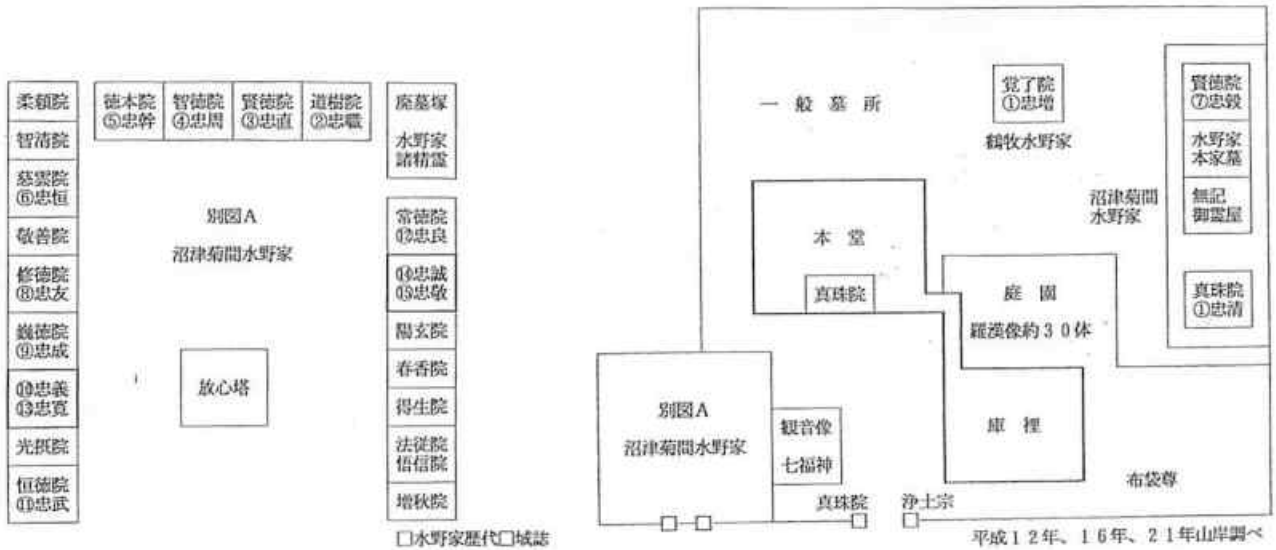 柔頼院
智清院
慈雲院
⑥忠恒
敬善院
修徳院
⑧忠友
巍徳院
⑨忠成
⑩忠義
⑬忠寛
光摂院
恒徳院
⑪忠武
徳本院
⑤忠幹
智徳院
④忠周
賢徳院
③忠直
道樹院
②忠職
別図A
沼津菊間水野家
放心塔
廃墓塚
水野家
諸精霊
常徳院
⑫忠良
⑭忠誠
⑮忠敬
陽玄院
春香院
得生院
法従院
悟信院
増秋院
□水野家歴代□城誌
一般墓所
覚了院
①忠増
鶴牧水野家
賢徳院
⑦忠毅
水野家
本家墓
無記
御霊屋
沼津菊間
水野家
真珠院
①忠清
本堂
真珠院
庭園
羅漢像約30体
庫裡
別図A
沼津菊間水野家
観音像
七福神
布袋尊
真珠院
浄土宗
平成12年、16年、21年山岸調べ